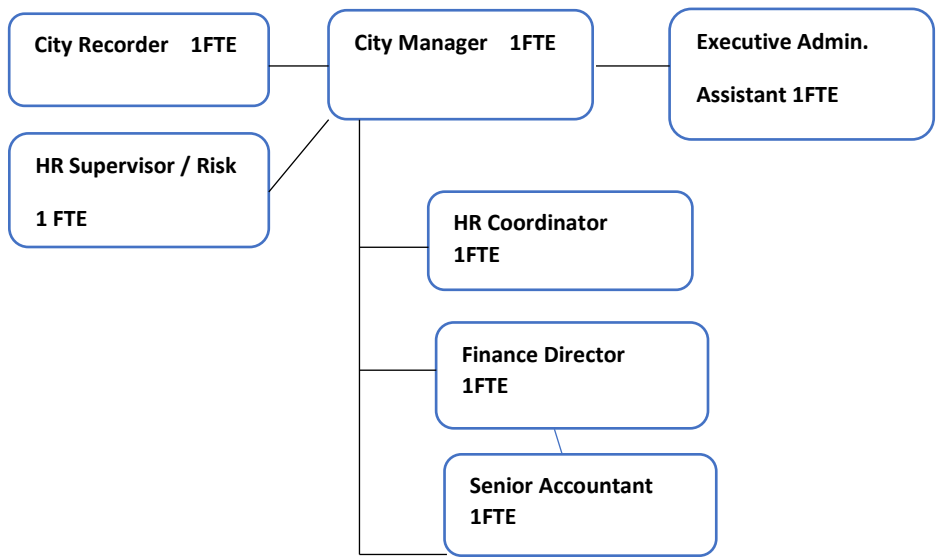 City Recorder 1FTE
City Manager 1FTE
Executive Admin.
Assistant 1FTE
HR Supervisor / Risk
1 FTE
HR Coordinator
1FTE
Finance Director
1FTE
Senior Accountant
1FTE